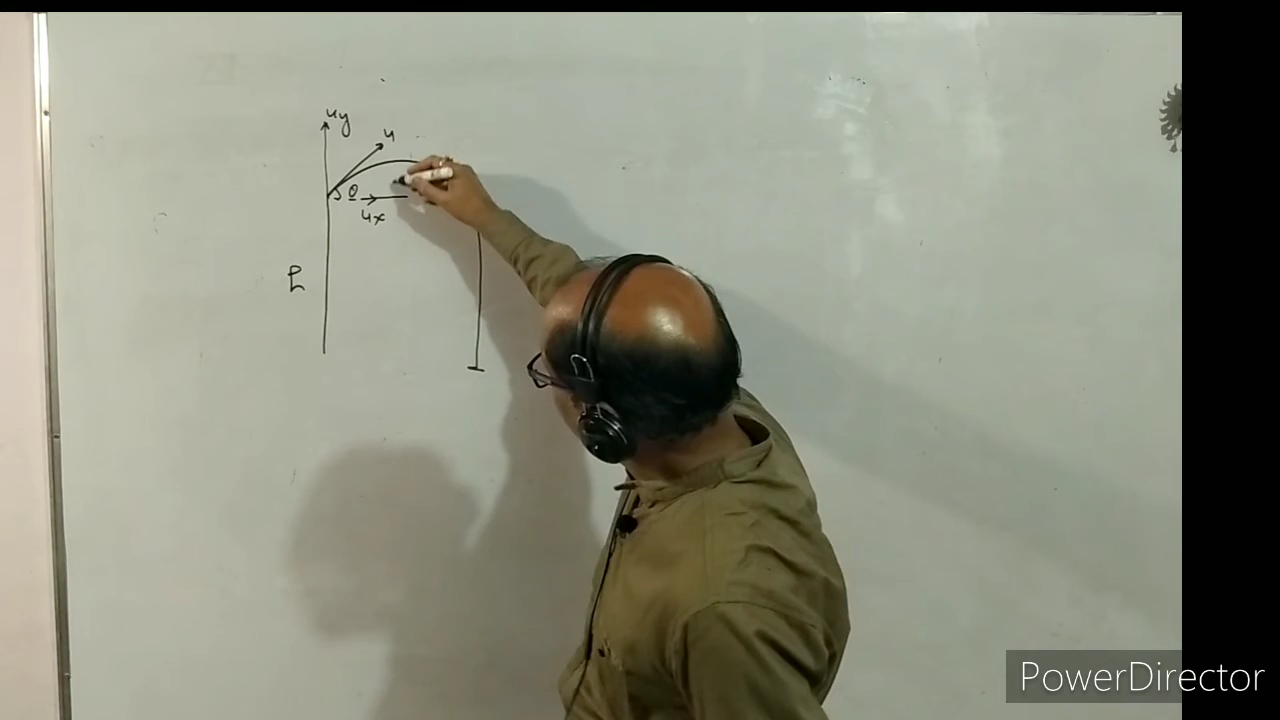 uy
u
θ
ux
h
PowerDirector